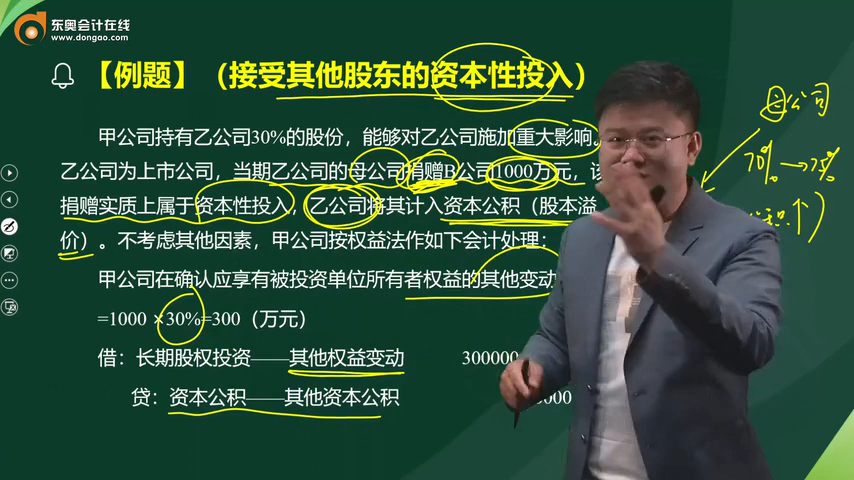 东奥会计在线
www.dongao.com
【例题】（接受其他股东的资本性投入）
甲公司持有乙公司30%的股份，能够对乙公司施加重大影响。
乙公司为上市公司，当期乙公司的母公司捐赠B公司1000万元，该
捐赠实质上属于资本性投入，乙公司将其计入资本公积（股本溢
价）。不考虑其他因素，甲公司按权益法作如下会计处理：
甲公司在确认应享有被投资单位所有者权益的其他变动
=1000 ×30%=300（万元）
借：长期股权投资——其他权益变动 300000
贷：资本公积——其他资本公积 0000
母公司
70%→75%
积个）